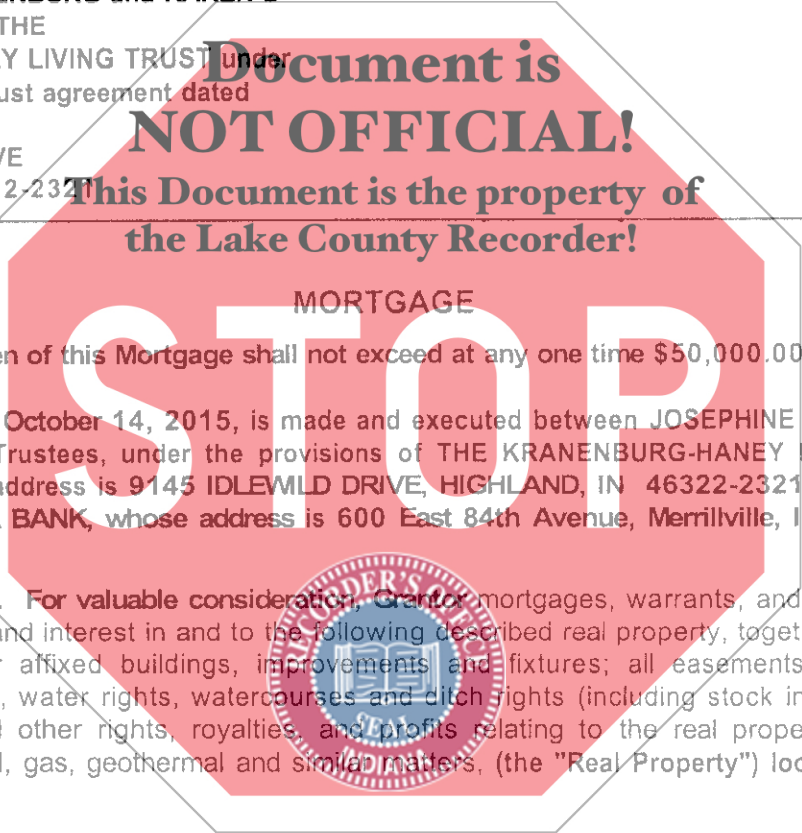 THE
LIVING TRUST under
ust agreement dated
Document is
NOT OFFICIAL!
VE
2-2321
This Document is the property of
the Lake County Recorder!
MORTGAGE
STOP
en of this Mortgage shall not exceed at any one time $50,000.00
October 14, 2015, is made and executed between JOSEPHINE
Trustees, under the provisions of THE KRANENBURG-HANEY
address is 9145 IDLEWILD DRIVE, HIGHLAND, IN 46322-2321
BANK, whose address is 600 East 84th Avenue, Merrillville, I
For valuable consideration, Grantor mortgages, warrants, and
and interest in and to the following described real property, toget
r affixed buildings, improvements and fixtures; all easements
, water rights, watercourses and ditch rights (including stock in
other rights, royalties, and profits relating to the real prope
l, gas, geothermal and similar matters, (the "Real Property") loc
RECORDER'S
SEAL